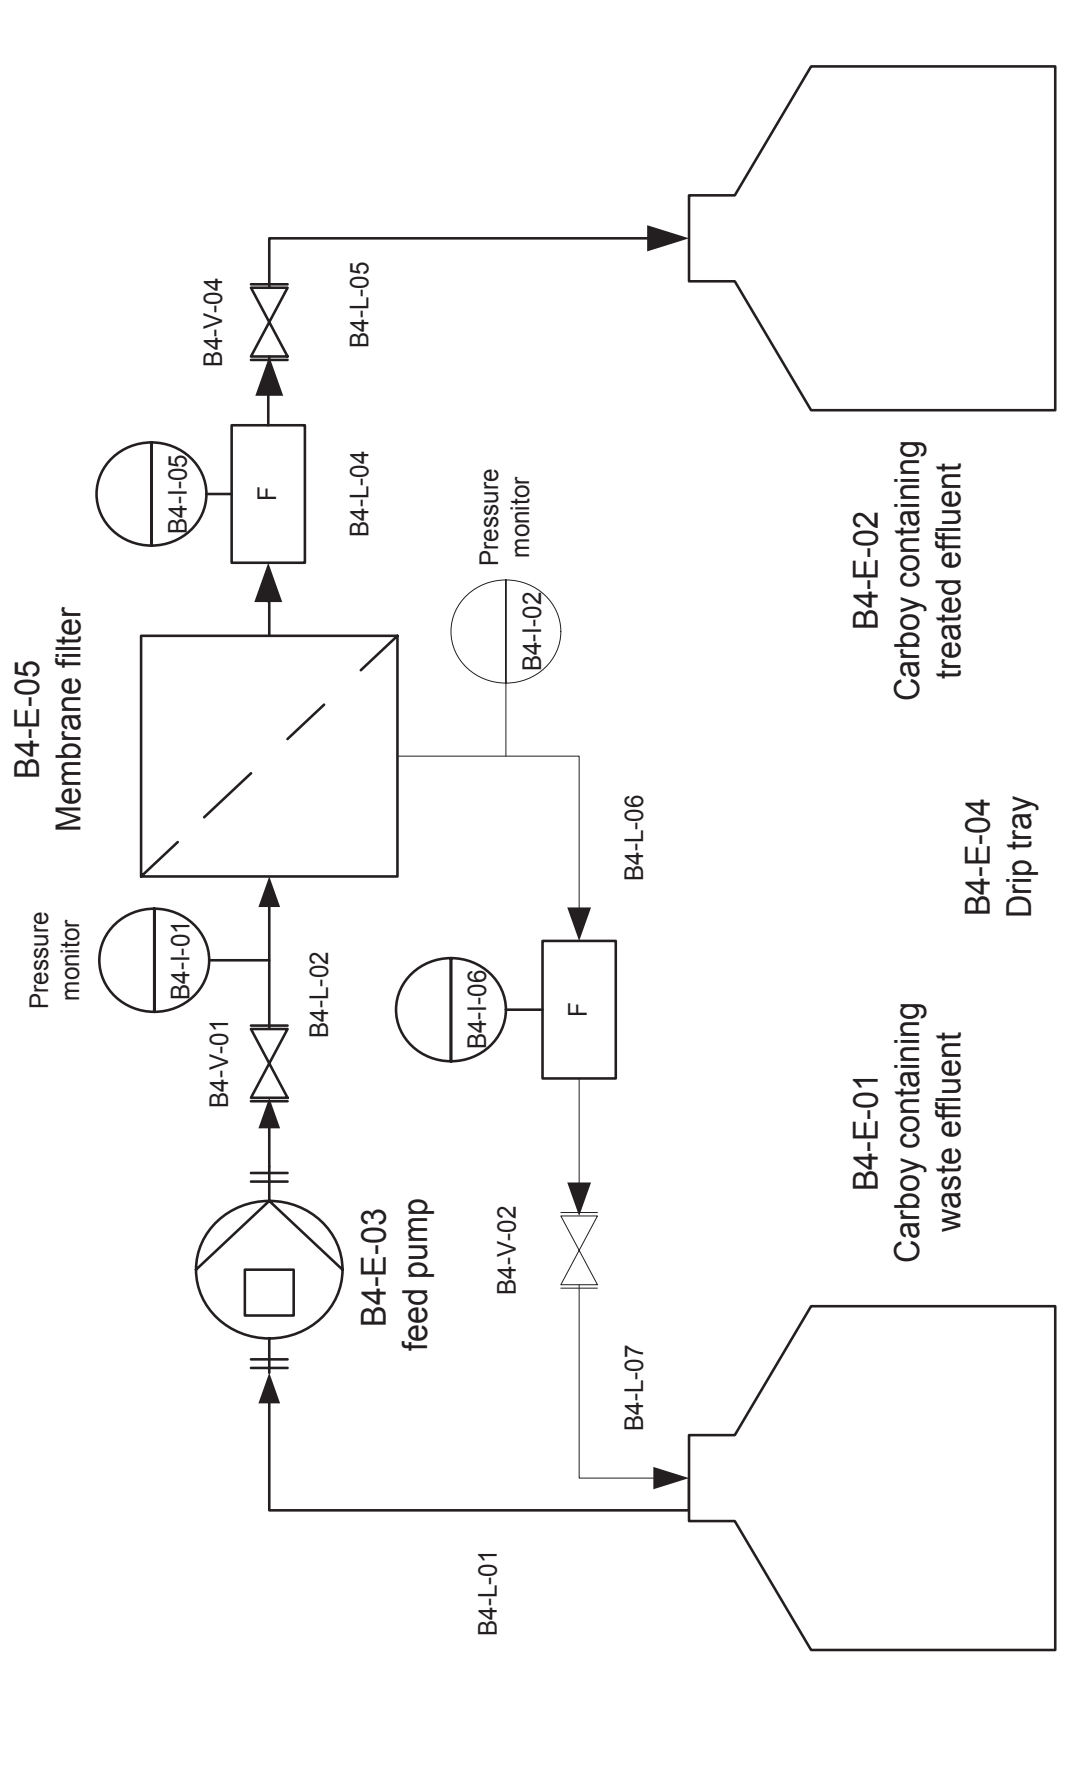 B4-E-05
Membrane filter
Pressure
monitor
B4-I-01
B4-V-01
B4-L-02
B4-I-05
F
B4-L-04
B4-V-04
B4-L-05
B4-E-03
feed pump
Pressure
monitor
B4-I-02
B4-I-06
F
B4-L-06
B4-V-02
B4-L-07
B4-L-01
B4-E-01
Carboy containing
waste effluent
B4-E-04
Drip tray
B4-E-02
Carboy containing
treated effluent